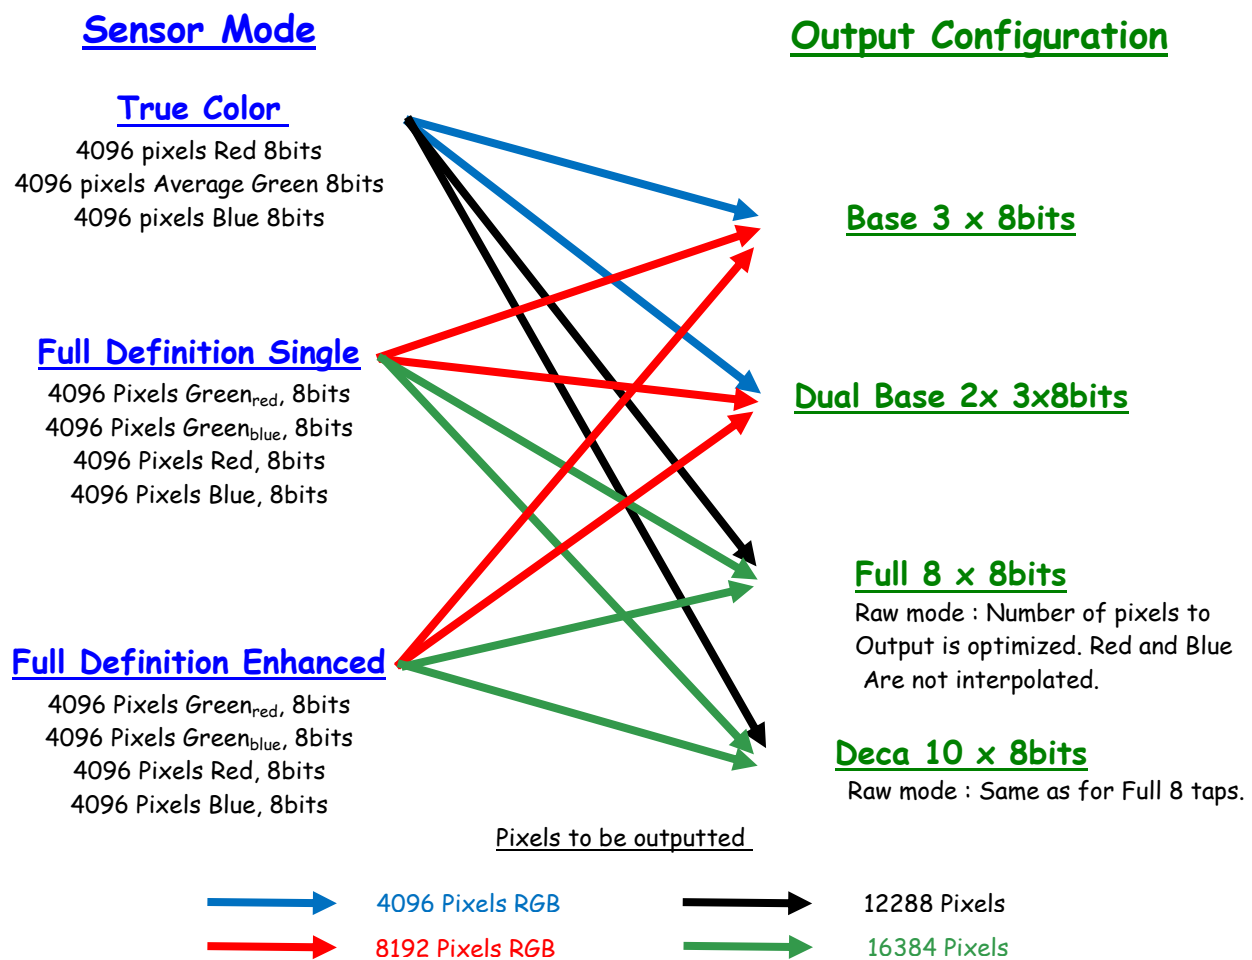 Sensor Mode
Output Configuration
True Color
4096 pixels Red 8bits
4096 pixels Average Green 8bits
4096 pixels Blue 8bits
Base 3 x 8bits
Full Definition Single
4096 Pixels Greenred, 8bits
4096 Pixels Greenblue, 8bits
4096 Pixels Red, 8bits
4096 Pixels Blue, 8bits
Dual Base 2x 3x8bits
Full 8 x 8bits
Raw mode : Number of pixels to
Output is optimized. Red and Blue
Are not interpolated.
Full Definition Enhanced
4096 Pixels Greenred, 8bits
4096 Pixels Greenblue, 8bits
4096 Pixels Red, 8bits
4096 Pixels Blue, 8bits
Deca 10 x 8bits
Raw mode : Same as for Full 8 taps.
Pixels to be outputted
4096 Pixels RGB
12288 Pixels
8192 Pixels RGB
16384 Pixels